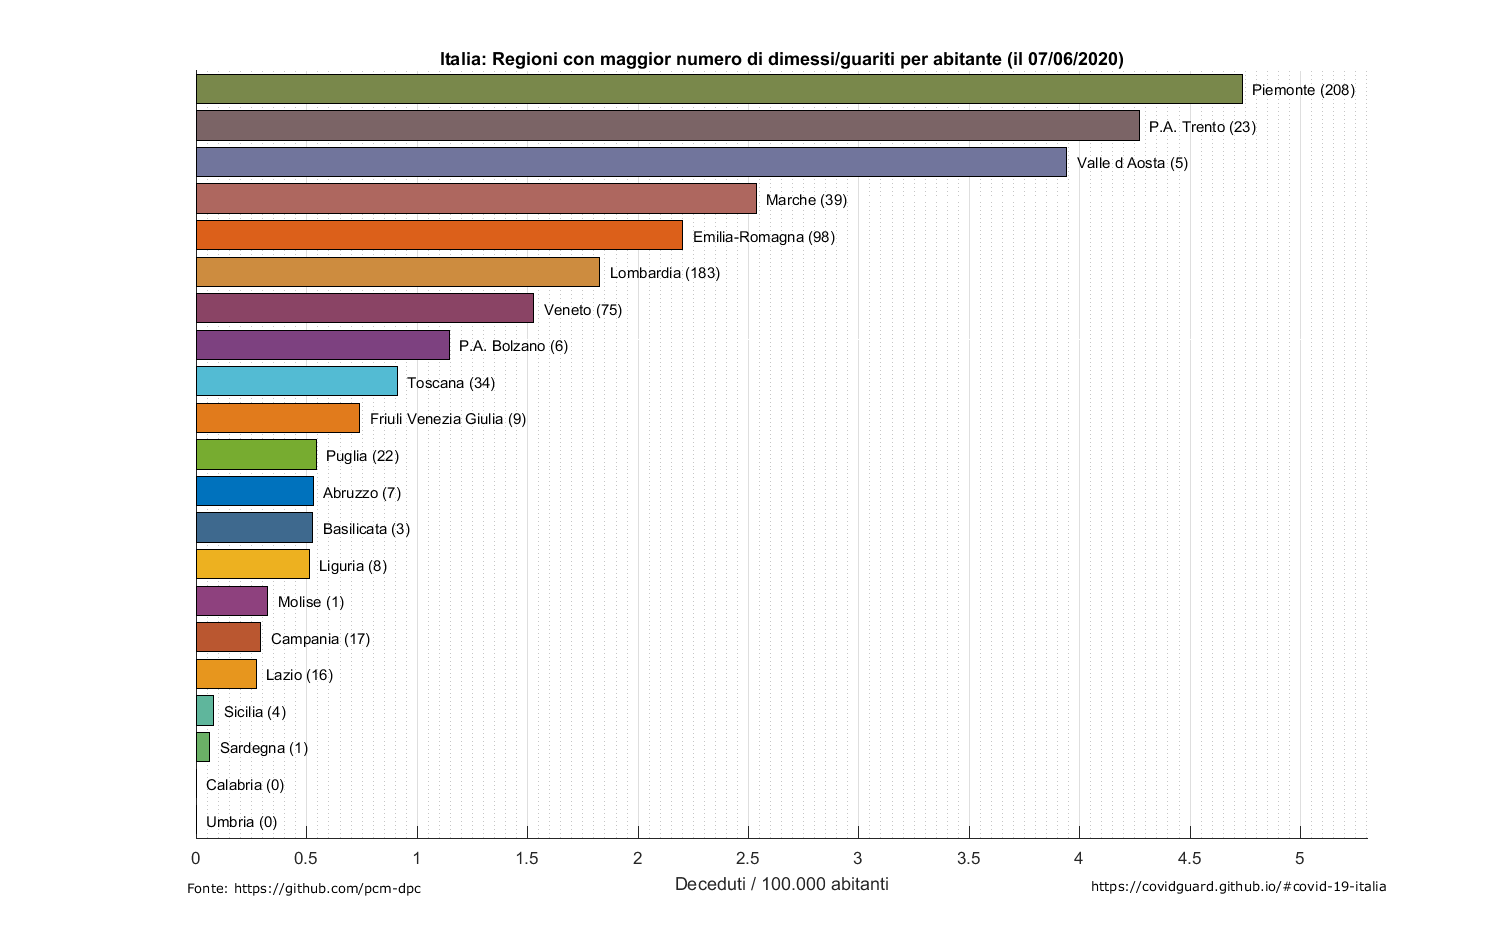 Italia: Regioni con maggior numero di dimessi/guariti per abitante (il 07/06/2020)
Piemonte (208)
P.A. Trento (23)
Valle d Aosta (5)
Marche (39)
Emilia-Romagna (98)
Lombardia (183)
Veneto (75)
P.A. Bolzano (6)
Toscana (34)
Friuli Venezia Giulia (9)
Puglia (22)
Abruzzo (7)
Basilicata (3)
Liguria (8)
Molise (1)
Campania (17)
Lazio (16)
Sicilia (4)
Sardegna (1)
Calabria (0)
Umbria (0)
0 0.5 1 1.5 2 2.5 3 3.5 4 4.5 5
Deceduti / 100.000 abitanti
Fonte: https://github.com/pcm-dpc
https://covidguard.github.io/#covid-19-italia